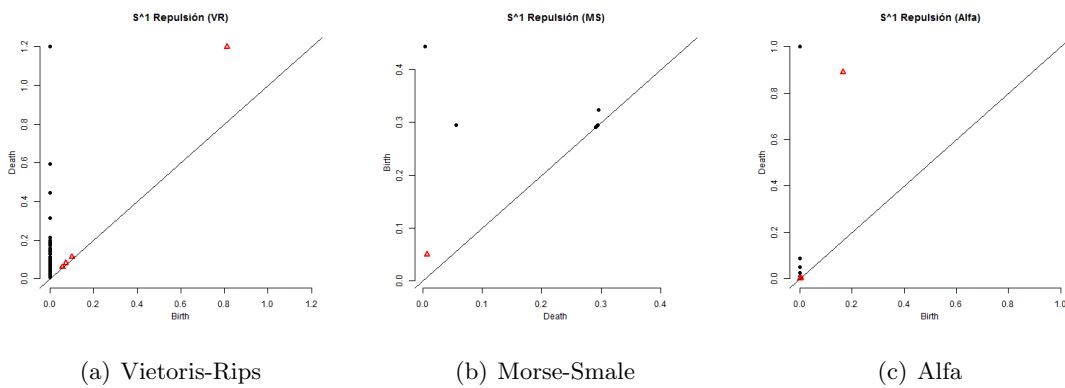 S^1 Repulsión (VR)
Death
0.0 0.2 0.4 0.6 0.8 1.0 1.2
0.0 0.2 0.4 0.6 0.8 1.0 1.2
Birth
(a) Vietoris-Rips
S^1 Repulsión (MS)
Birth
0.0 0.1 0.2 0.3 0.4
0.0 0.1 0.2 0.3 0.4
Death
(b) Morse-Smale
S^1 Repulsión (Alfa)
Death
0.0 0.2 0.4 0.6 0.8 1.0
0.0 0.2 0.4 0.6 0.8 1.0
Birth
(c) Alfa